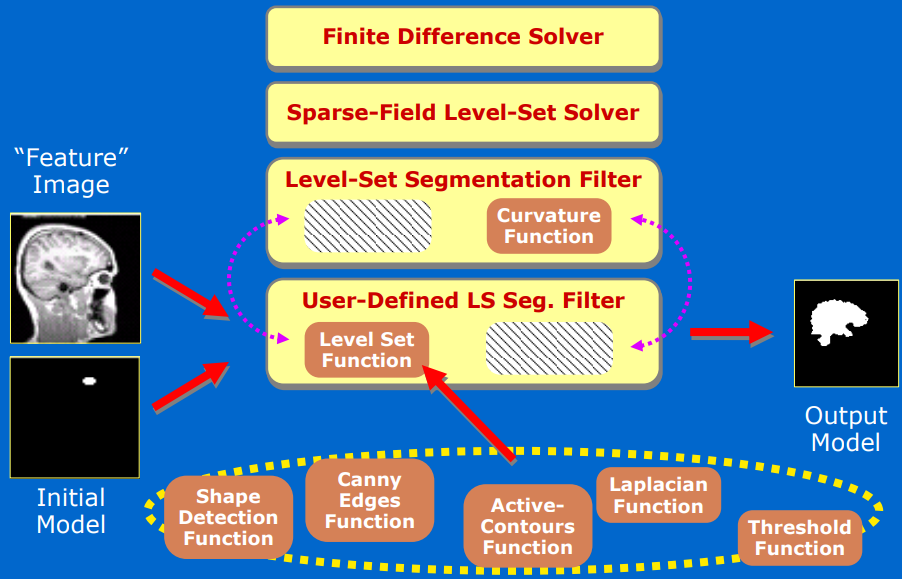 Finite Difference Solver
Sparse-Field Level-Set Solver
Level-Set Segmentation Filter
Curvature
Function
User-Defined LS Seg. Filter
Level Set
Function
“Feature”
Image
Initial
Model
Output
Model
Shape
Detection
Function
Canny
Edges
Function
Active-
Contours
Function
Laplacian
Function
Threshold
Function